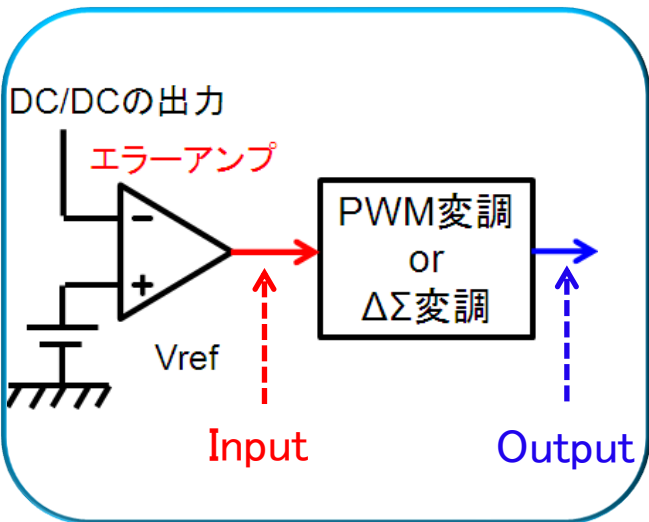 DC/DCの出力
エラーアンプ
−
+
Vref
PWM変調
or
ΔΣ変調
Input
Output